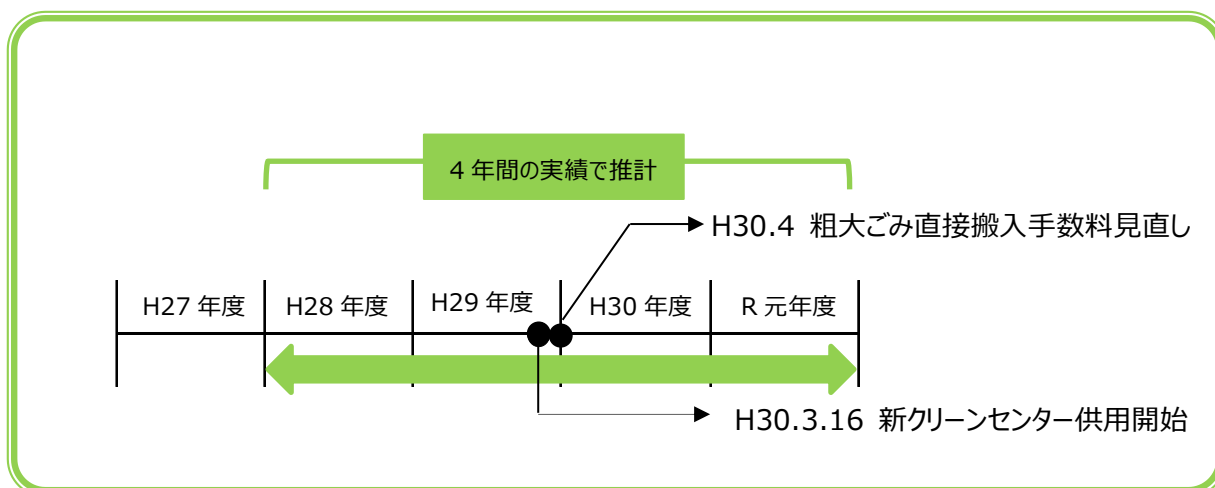 4 年間の実績で推計
H30.4 粗大ごみ直接搬入手数料見直し
H27 年度
H28 年度
H29 年度
H30 年度
R 元年度
H30.3.16 新クリーンセンター供用開始